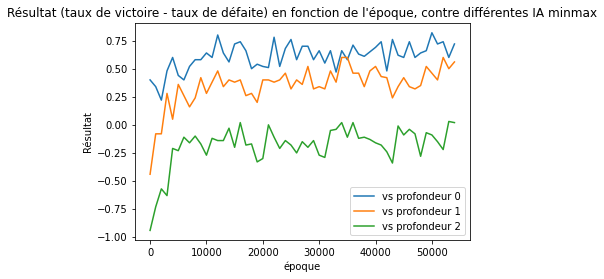 Résultat (taux de victoire - taux de défaite) en fonction de l'époque, contre différentes IA minmax
0.75
0.50
0.25
0.00
−0.25
−0.50
−0.75
−1.00
Résultat
vs profondeur 0
vs profondeur 1
vs profondeur 2
0 10000 20000 30000 40000 50000
époque